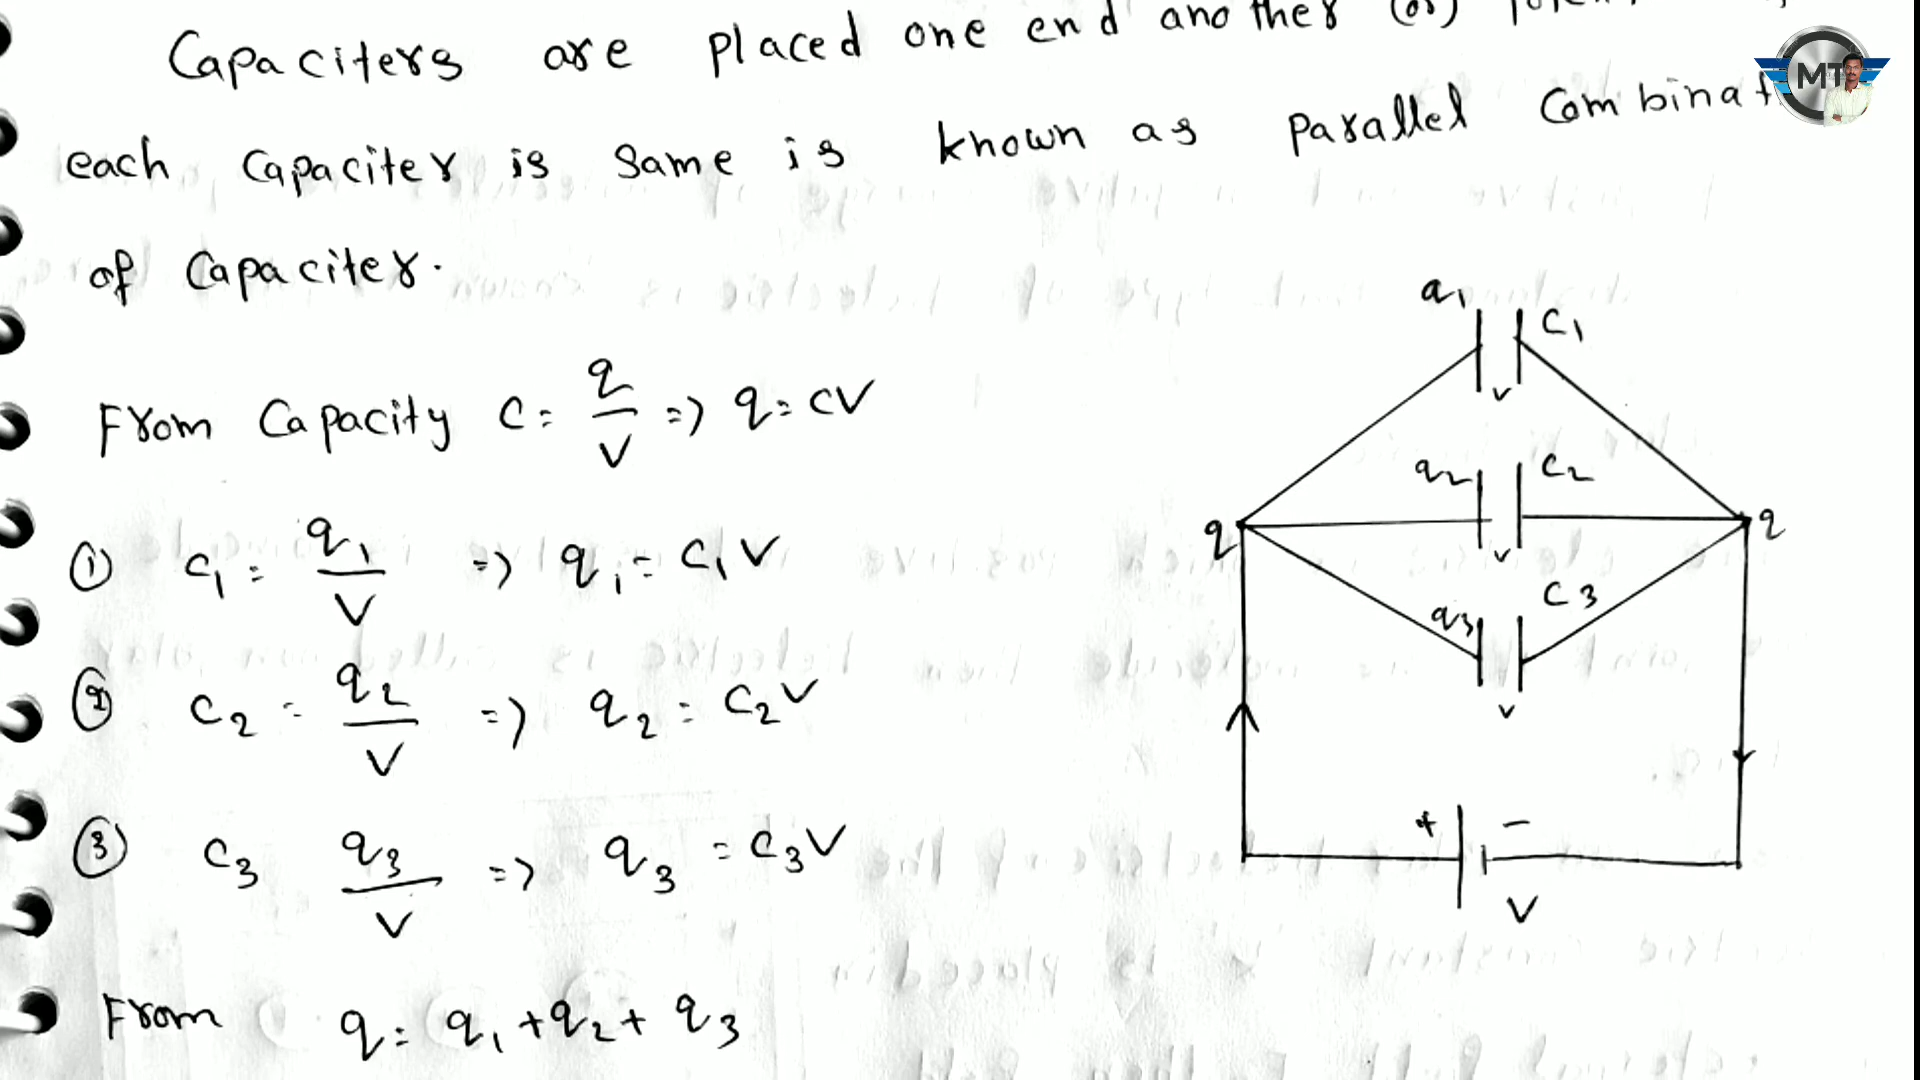 Capaciters are placed one end another (or)
each capaciter is same is known as parallel
of capaciter.
From Capacity C = q/V => q = CV
① C₁ = q₁/V => q₁ = C₁V
② C₂ = q₂/V => q₂ = C₂V
③ C₃ q₃/V => q₃ = C₃V
From q = q₁ + q₂ + q₃
q₁ C₁
V
q₂ C₂
q q
V
q₃ C₃
V
+ −
V
MT